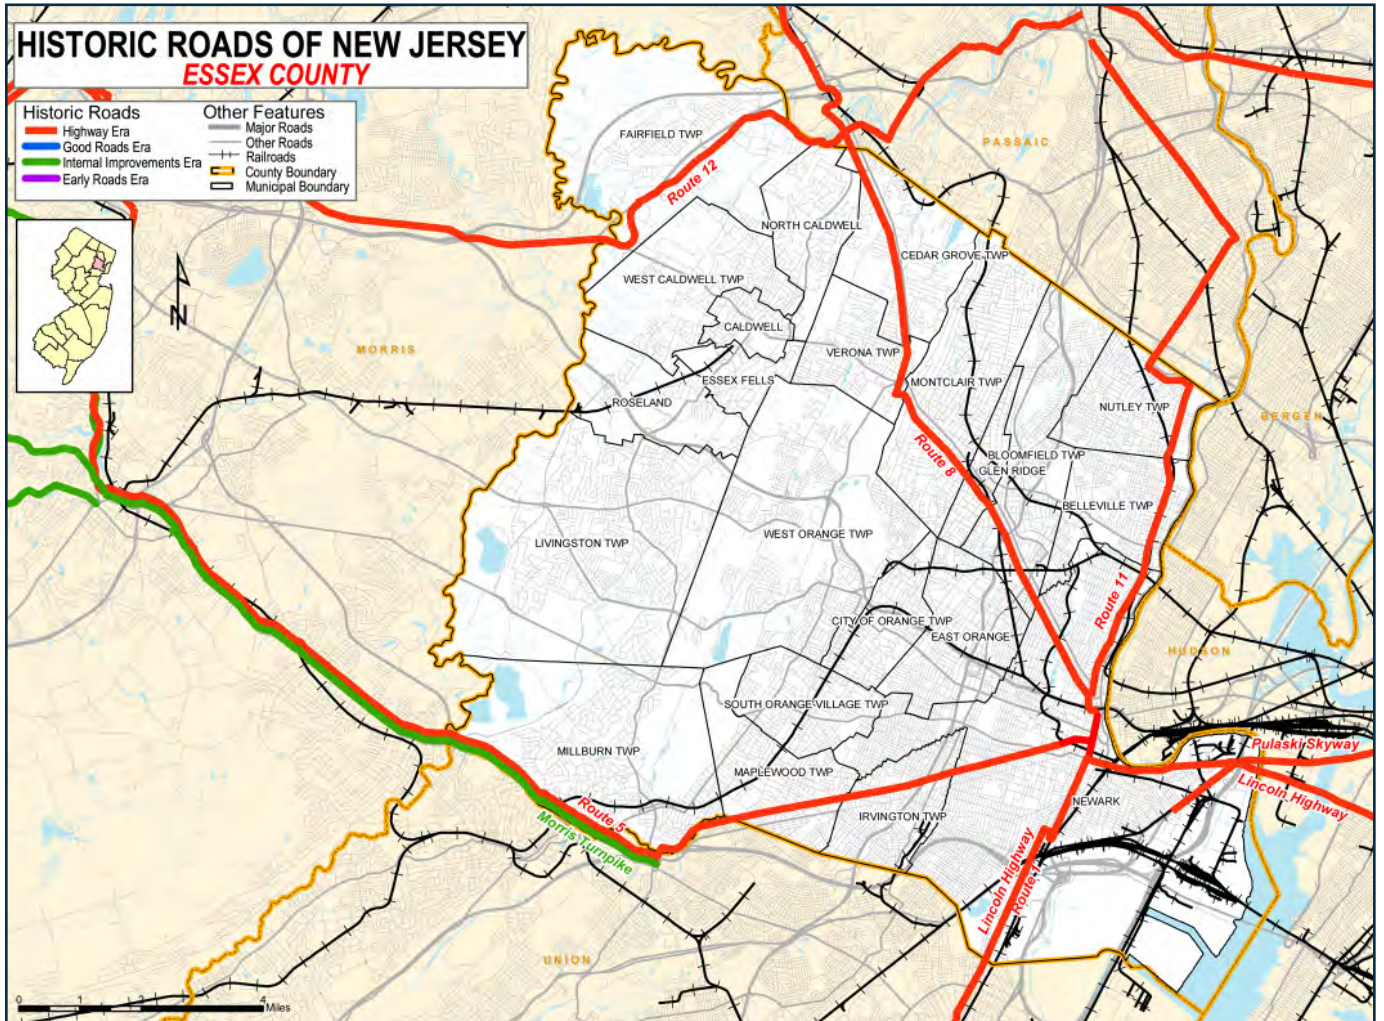 HISTORIC ROADS OF NEW JERSEY
ESSEX COUNTY
Historic Roads
Highway Era
Good Roads Era
Internal Improvements Era
Early Roads Era
Other Features
Major Roads
Other Roads
Railroads
County Boundary
Municipal Boundary
N
FAIRFIELD TWP
PASSAIC
Route 12
NORTH CALDWELL
CEDAR GROVE TWP
WEST CALDWELL TWP
CALDWELL
MORRIS
VERONA TWP
ESSEX FELLS
MONTCLAIR TWP
ROSELAND
NUTLEY TWP
BERGEN
Route 8
BLOOMFIELD TWP
GLEN RIDGE
BELLEVILLE TWP
WEST ORANGE TWP
LIVINGSTON TWP
Route 11
CITY OF ORANGE TWP
EAST ORANGE
HUDSON
SOUTH ORANGE VILLAGE TWP
MILLBURN TWP
Pulaski Skyway
MAPLEWOOD TWP
Lincoln Highway
NEWARK
Route 5
IRVINGTON TWP
Morris Turnpike
Lincoln Highway
Route 1
UNION
0 1 2 4
Miles